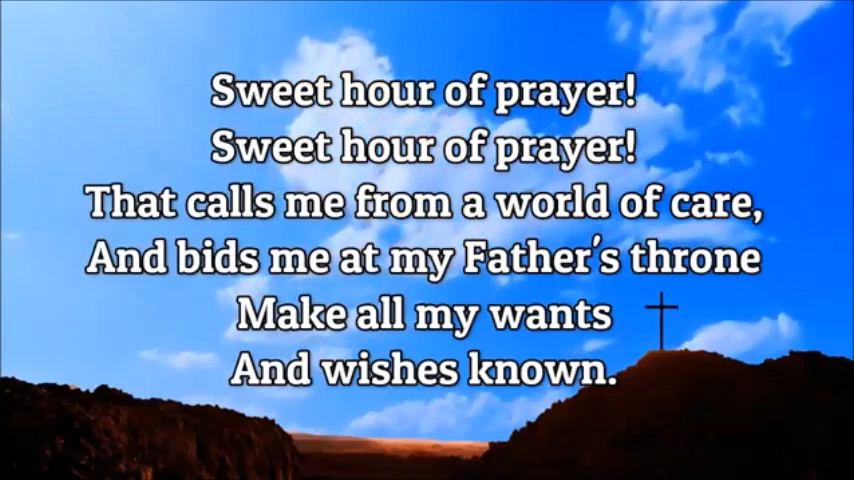 Sweet hour of prayer!
Sweet hour of prayer!
That calls me from a world of care,
And bids me at my Father's throne
Make all my wants
And wishes known.